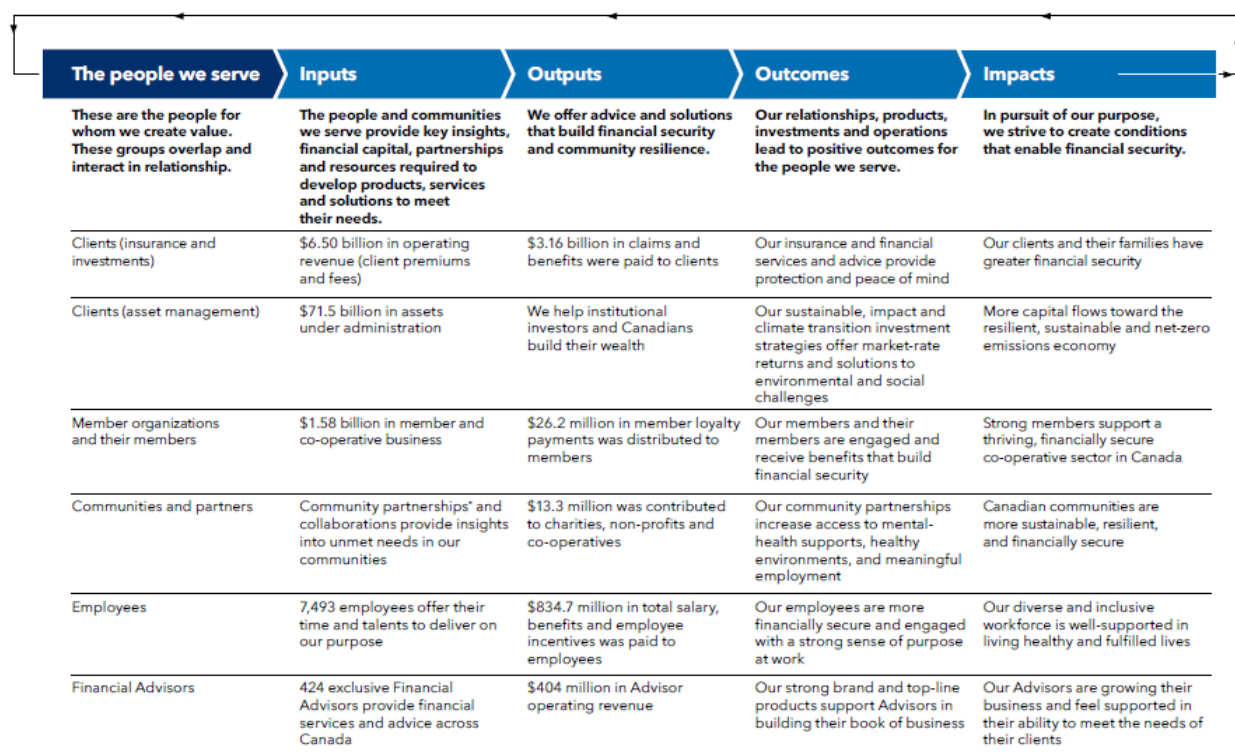 The people we serve
Inputs
Outputs
Outcomes
Impacts
These are the people for
whom we create value.
These groups overlap and
interact in relationship.
The people and communities
we serve provide key insights,
financial capital, partnerships
and resources required to
develop products, services
and solutions to meet
their needs.
We offer advice and solutions
that build financial security
and community resilience.
Our relationships, products,
investments and operations
lead to positive outcomes for
the people we serve.
In pursuit of our purpose,
we strive to create conditions
that enable financial security.
Clients (insurance and
investments)
$6.50 billion in operating
revenue (client premiums
and fees)
$3.16 billion in claims and
benefits were paid to clients
Our insurance and financial
services and advice provide
protection and peace of mind
Our clients and their families have
greater financial security
Clients (asset management)
$71.5 billion in assets
under administration
We help institutional
investors and Canadians
build their wealth
Our sustainable, impact and
climate transition investment
strategies offer market-rate
returns and solutions to
environmental and social
challenges
More capital flows toward the
resilient, sustainable and net-zero
emissions economy
Member organizations
and their members
$1.58 billion in member and
co-operative business
$26.2 million in member loyalty
payments was distributed to
members
Our members and their
members are engaged and
receive benefits that build
financial security
Strong members support a
thriving, financially secure
co-operative sector in Canada
Communities and partners
Community partnerships* and
collaborations provide insights
into unmet needs in our
communities
$13.3 million was contributed
to charities, non-profits and
co-operatives
Our community partnerships
increase access to mental-
health supports, healthy
environments, and meaningful
employment
Canadian communities are
more sustainable, resilient,
and financially secure
Employees
7,493 employees offer their
time and talents to deliver on
our purpose
$834.7 million in total salary,
benefits and employee
incentives was paid to
employees
Our employees are more
financially secure and engaged
with a strong sense of purpose
at work
Our diverse and inclusive
workforce is well-supported in
living healthy and fulfilled lives
Financial Advisors
424 exclusive Financial
Advisors provide financial
services and advice across
Canada
$404 million in Advisor
operating revenue
Our strong brand and top-line
products support Advisors in
building their book of business
Our Advisors are growing their
business and feel supported in
their ability to meet the needs of
their clients